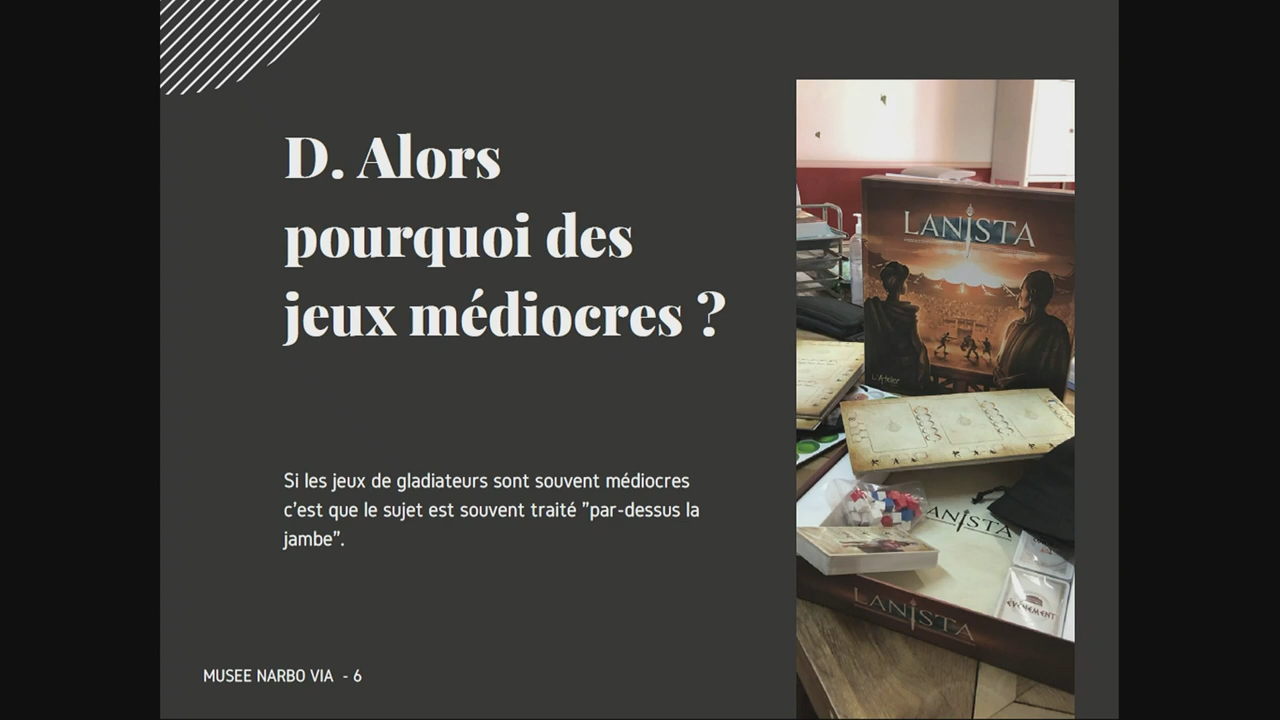 D. Alors
pourquoi des
jeux médiocres ?
Si les jeux de gladiateurs sont souvent médiocres
c'est que le sujet est souvent traité "par-dessus la
jambe".
MUSEE NARBO VIA - 6
LANISTA
L'Atelier
LANISTA
ÉVÉNEMENT
LANISTA